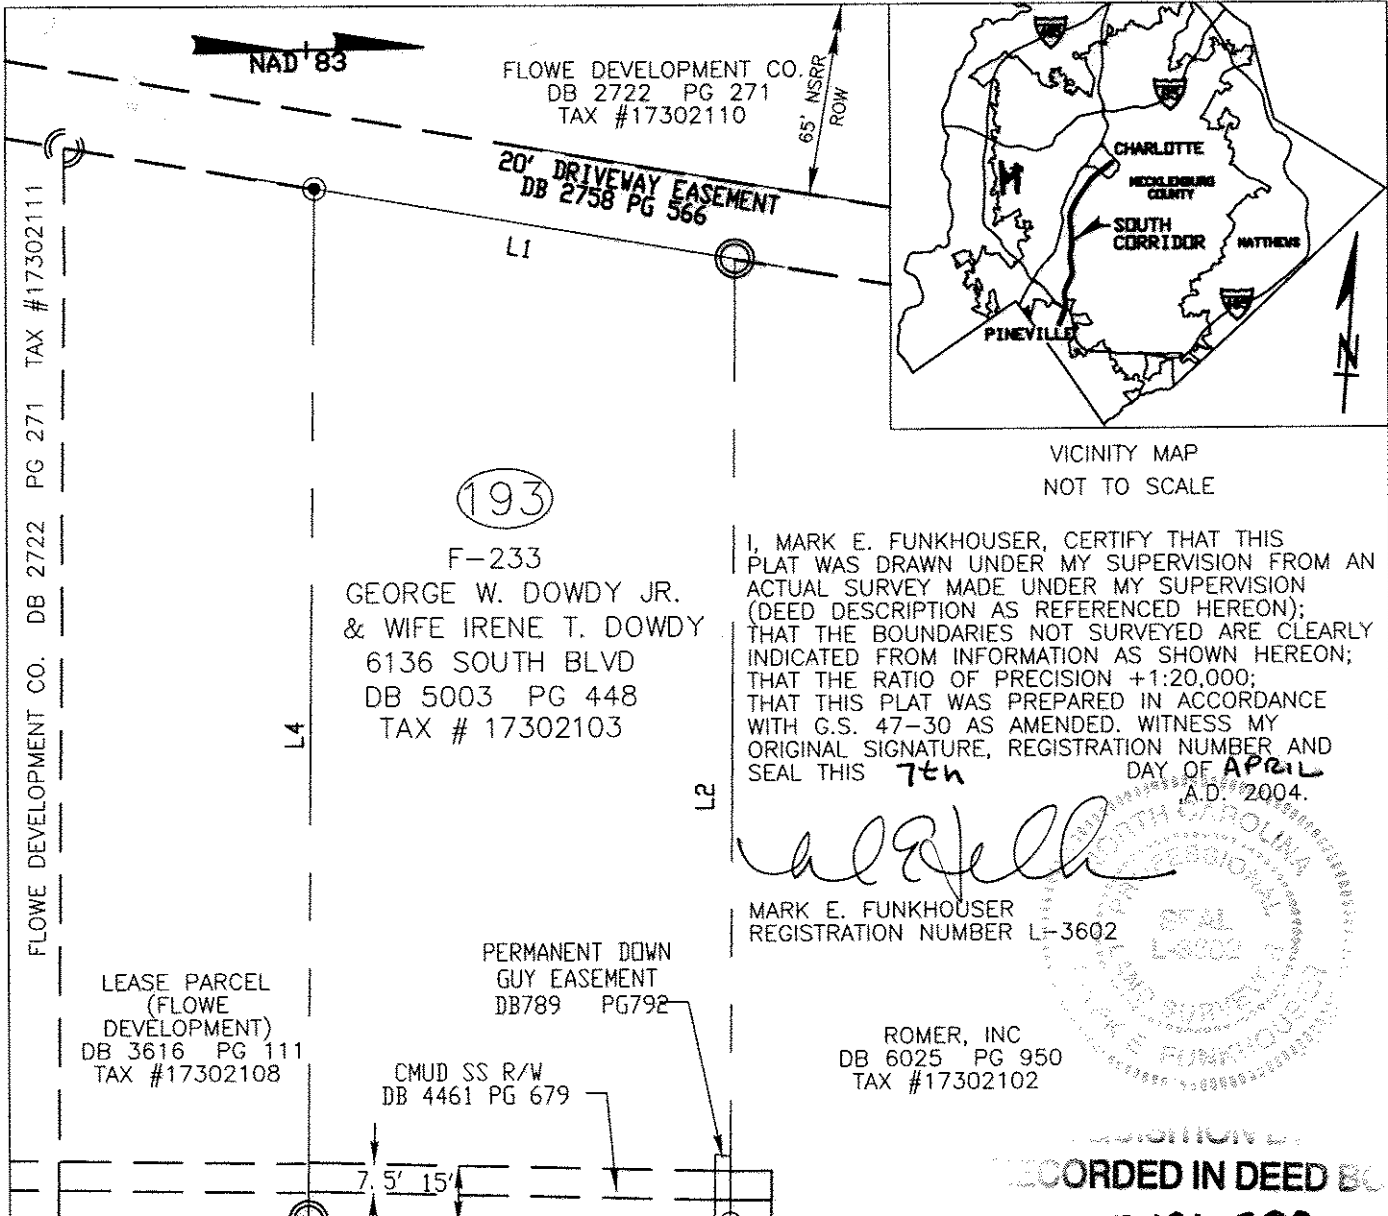 NAD '83
FLOWE DEVELOPMENT CO.
DB 2722 PG 271
TAX #17302110
65' NSRR
ROW
20' DRIVEWAY EASEMENT
DB 2758 PG 566
L1
FLOWE DEVELOPMENT CO. DB 2722 PG 271 TAX #17302111
485
85
CHARLOTTE
MECKLENBURG
COUNTY
SOUTH
CORRIDOR
MATTHEWS
485
PINEVILLE
N
VICINITY MAP
NOT TO SCALE
193
F-233
GEORGE W. DOWDY JR.
& WIFE IRENE T. DOWDY
6136 SOUTH BLVD
DB 5003 PG 448
TAX # 17302103
L4
L2
I, MARK E. FUNKHOUSER, CERTIFY THAT THIS
PLAT WAS DRAWN UNDER MY SUPERVISION FROM AN
ACTUAL SURVEY MADE UNDER MY SUPERVISION
(DEED DESCRIPTION AS REFERENCED HEREON);
THAT THE BOUNDARIES NOT SURVEYED ARE CLEARLY
INDICATED FROM INFORMATION AS SHOWN HEREON;
THAT THE RATIO OF PRECISION +1:20,000;
THAT THIS PLAT WAS PREPARED IN ACCORDANCE
WITH G.S. 47-30 AS AMENDED. WITNESS MY
ORIGINAL SIGNATURE, REGISTRATION NUMBER AND
SEAL THIS 7th DAY OF APRIL
A.D. 2004.
MARK E. FUNKHOUSER
REGISTRATION NUMBER L-3602
NORTH CAROLINA
PROFESSIONAL
SEAL
L-3602
LAND SURVEYOR
MARK E FUNKHOUSER
LEASE PARCEL
(FLOWE
DEVELOPMENT)
DB 3616 PG 111
TAX #17302108
PERMANENT DOWN
GUY EASEMENT
DB789 PG792
CMUD SS R/W
DB 4461 PG 679
ROMER, INC
DB 6025 PG 950
TAX #17302102
7.5' 15'
RECORDED IN DEED